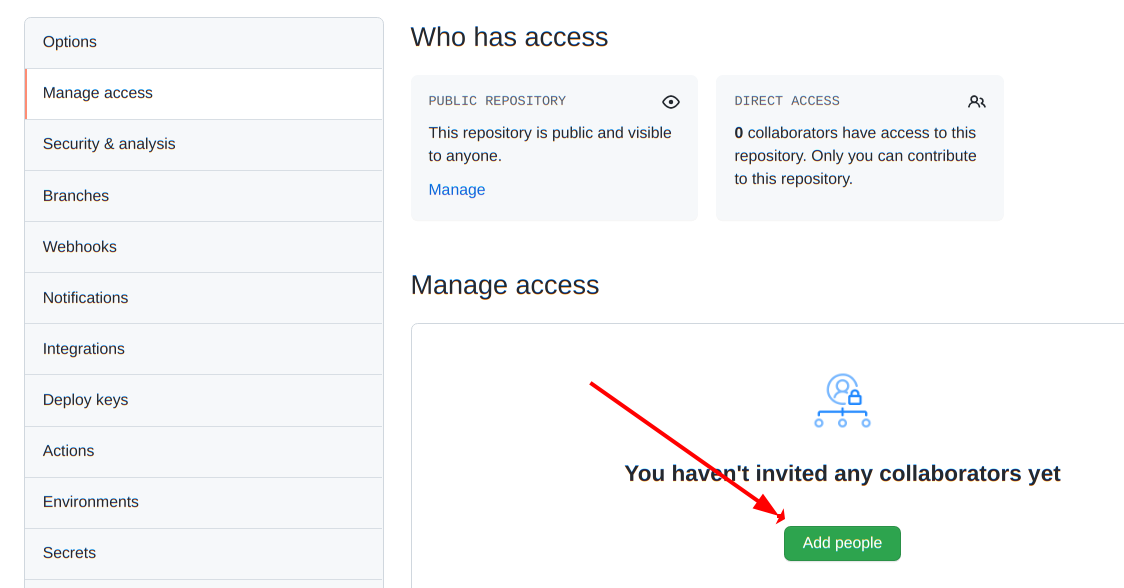 Options
Manage access
Security & analysis
Branches
Webhooks
Notifications
Integrations
Deploy keys
Actions
Environments
Secrets
Who has access
PUBLIC REPOSITORY
This repository is public and visible
to anyone.
Manage
DIRECT ACCESS
0 collaborators have access to this
repository. Only you can contribute
to this repository.
Manage access
You haven't invited any collaborators yet
Add people